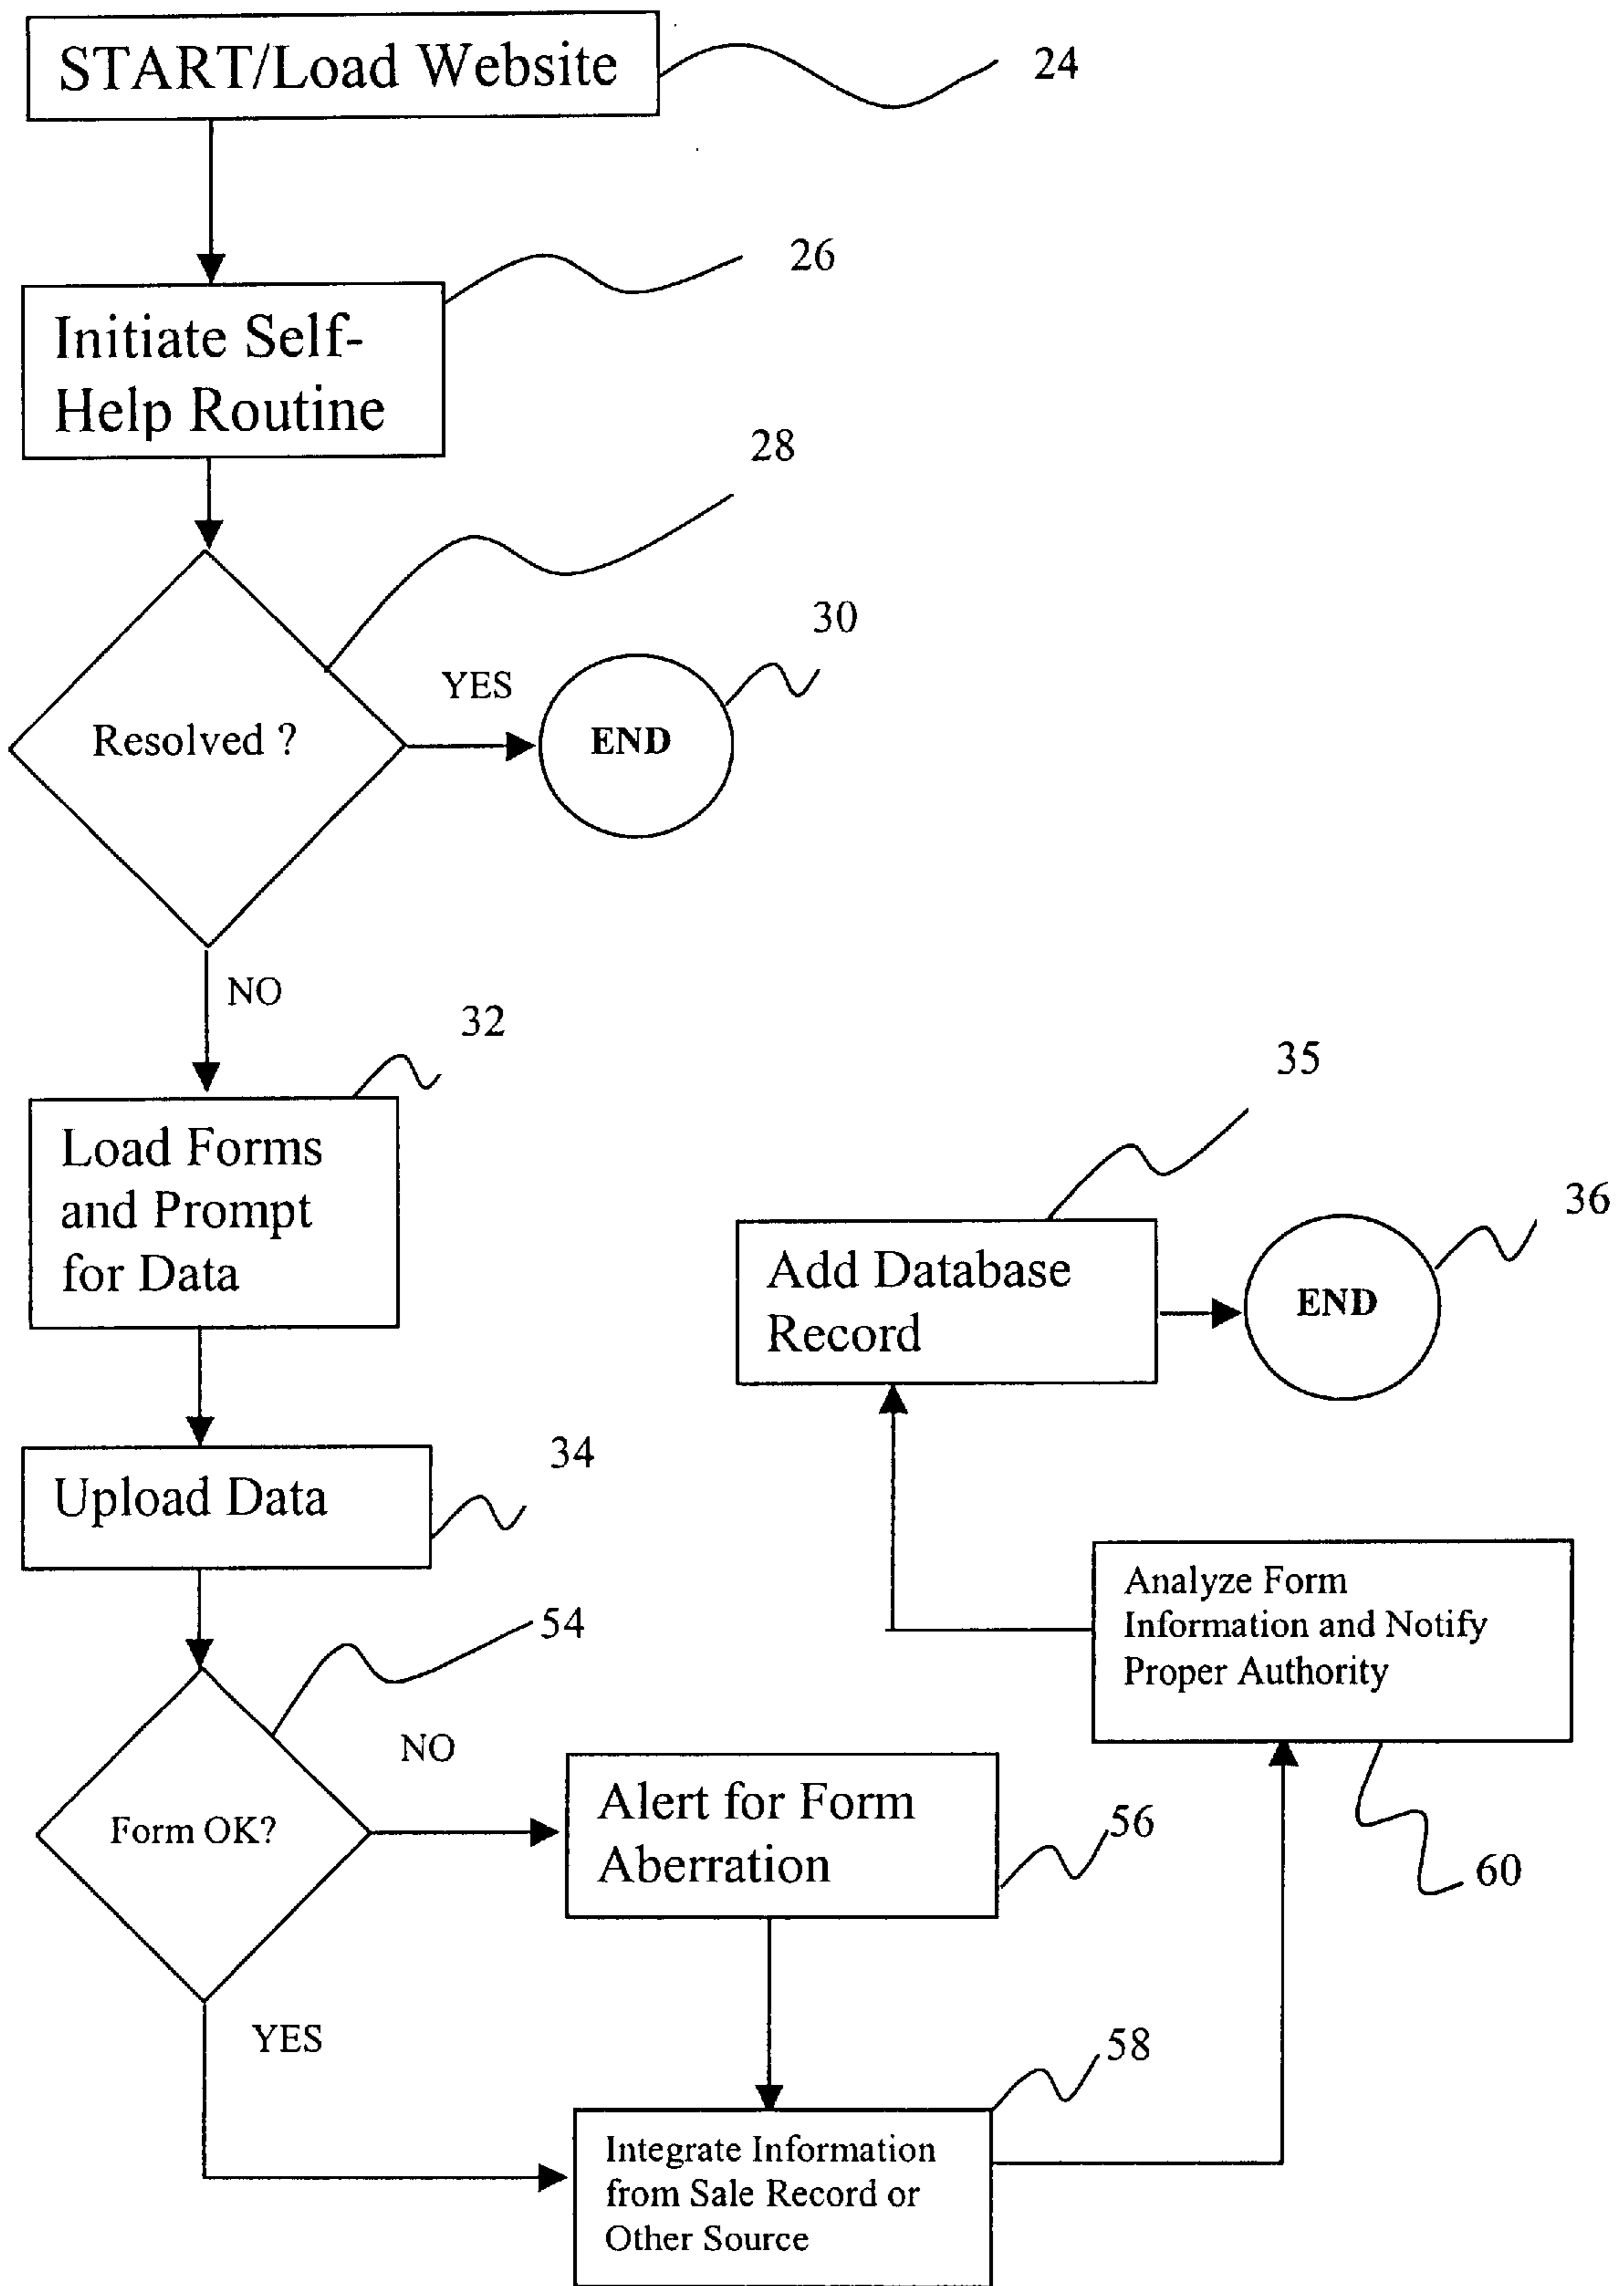 START/Load Website
24
26
Initiate Self-
Help Routine
28
30
YES
Resolved ?
END
NO
32
35
Load Forms
and Prompt
for Data
36
Add Database
Record
END
34
Upload Data
Analyze Form
Information and Notify
Proper Authority
54
NO
Form OK?
Alert for Form
Aberration
56
60
YES
58
Integrate Information
from Sale Record or
Other Source